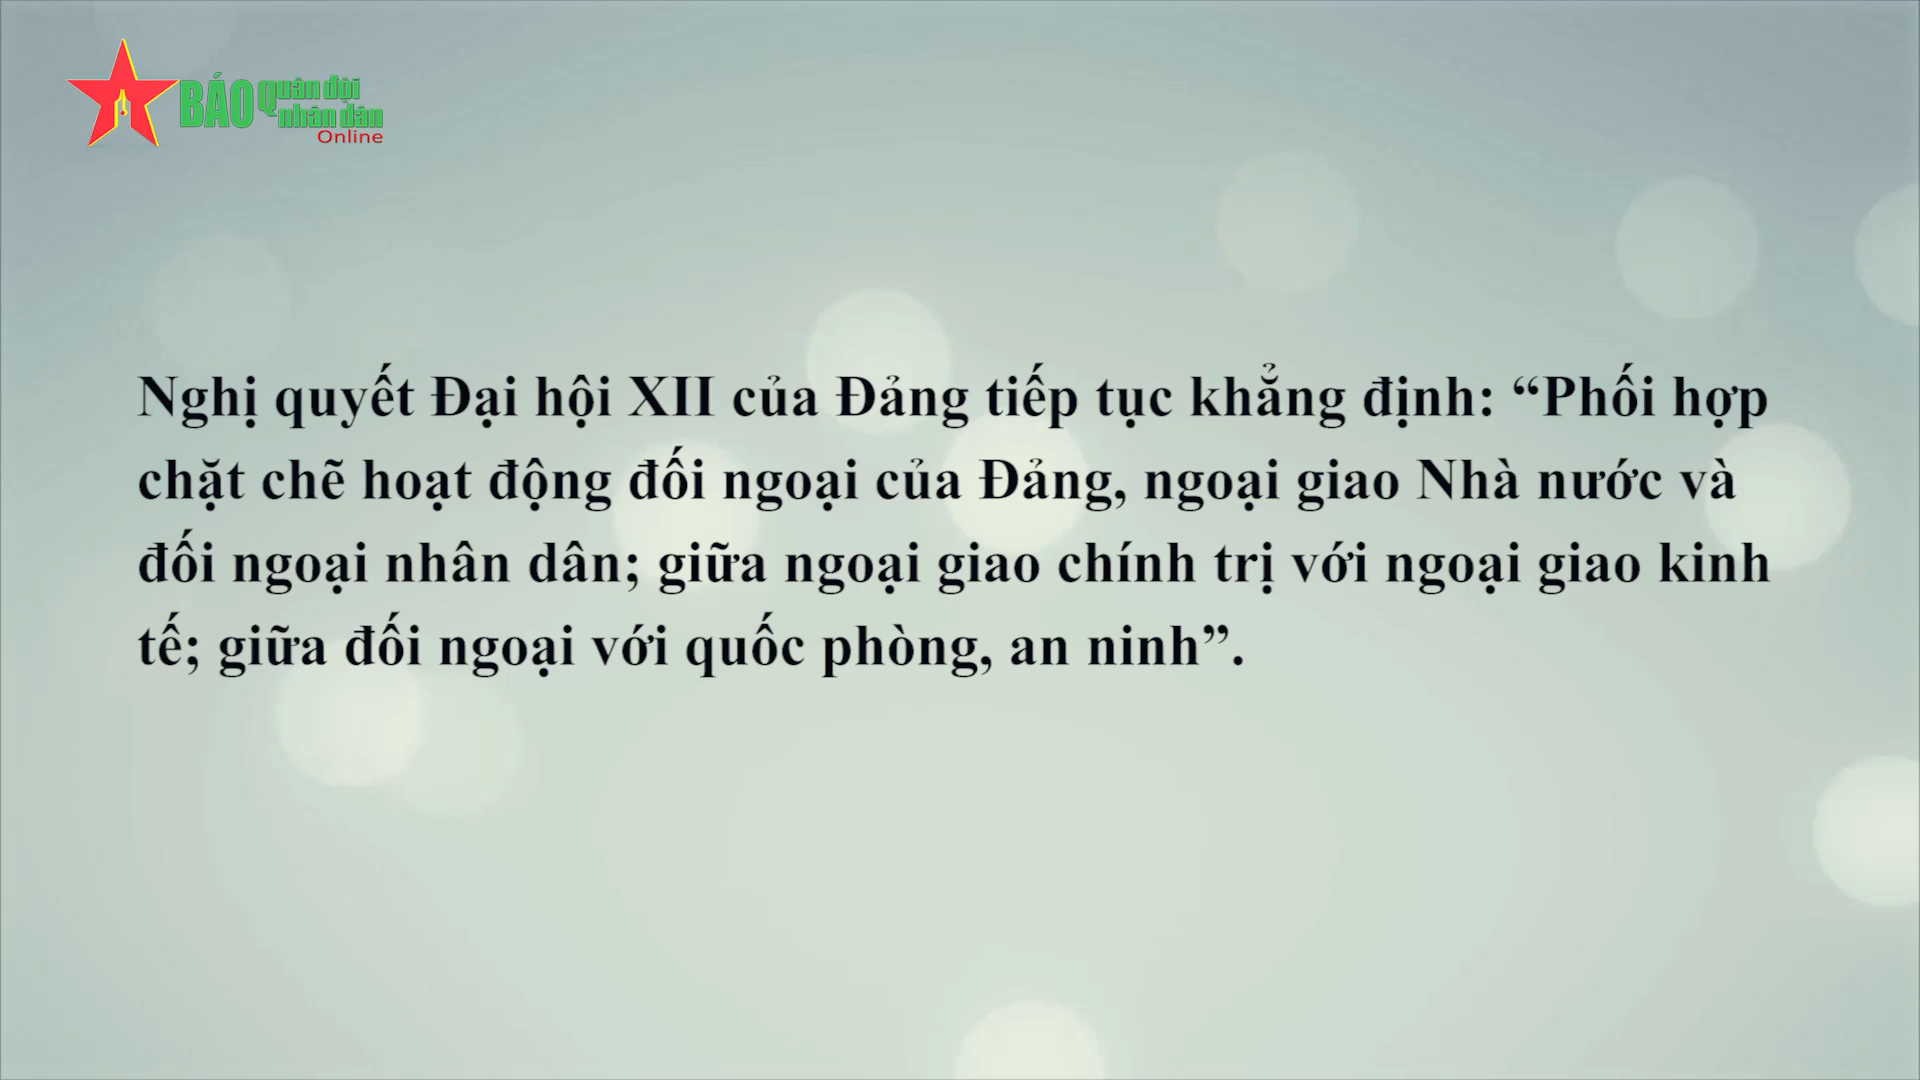 BÁO Quân đội
nhân dân
Online
Nghị quyết Đại hội XII của Đảng tiếp tục khẳng định: “Phối hợp
chặt chẽ hoạt động đối ngoại của Đảng, ngoại giao Nhà nước và
đối ngoại nhân dân; giữa ngoại giao chính trị với ngoại giao kinh
tế; giữa đối ngoại với quốc phòng, an ninh”.